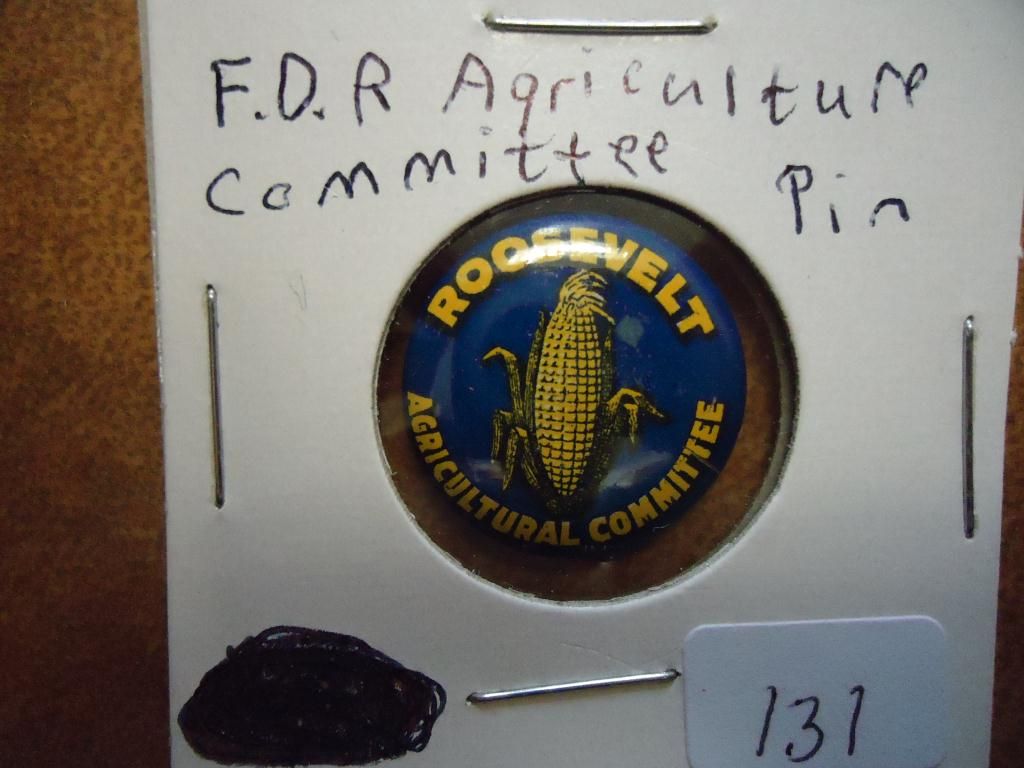 F.D.R Agriculture
Committee Pin
ROOSEVELT
AGRICULTURAL COMMITTEE
131